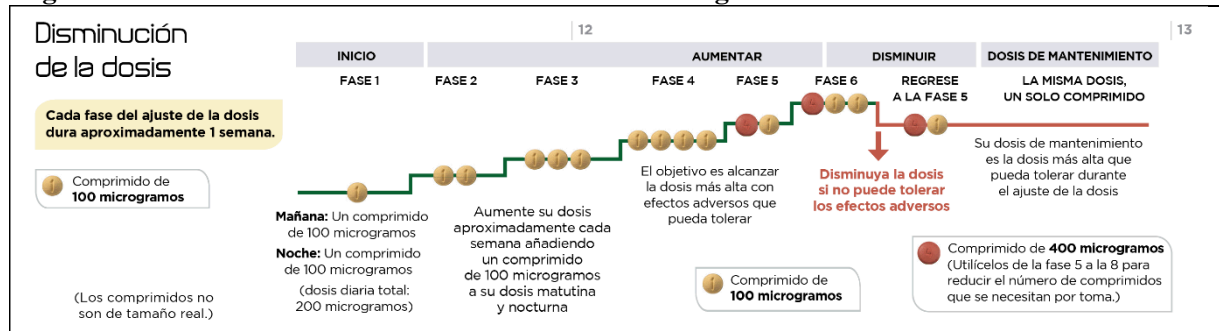 12
13
Disminución
de la dosis
Cada fase del ajuste de la dosis
dura aproximadamente 1 semana.
Comprimido de
100 microgramos
(Los comprimidos no
son de tamaño real.)
INICIO
AUMENTAR
DISMINUIR
DOSIS DE MANTENIMIENTO
FASE 1
FASE 2
FASE 3
FASE 4
FASE 5
FASE 6
REGRESE
A LA FASE 5
LA MISMA DOSIS,
UN SOLO COMPRIMIDO
Mañana: Un comprimido
de 100 microgramos
Noche: Un comprimido
de 100 microgramos
(dosis diaria total:
200 microgramos)
Aumente su dosis
aproximadamente cada
semana añadiendo
un comprimido
de 100 microgramos
a su dosis matutina
y nocturna
El objetivo es alcanzar
la dosis más alta con
efectos adversos que
pueda tolerar
Disminuya la dosis
si no puede tolerar
los efectos adversos
Su dosis de mantenimiento
es la dosis más alta que
pueda tolerar durante
el ajuste de la dosis
Comprimido de
100 microgramos
Comprimido de 400 microgramos
(Utilícelos de la fase 5 a la 8 para
reducir el número de comprimidos
que se necesitan por toma.)